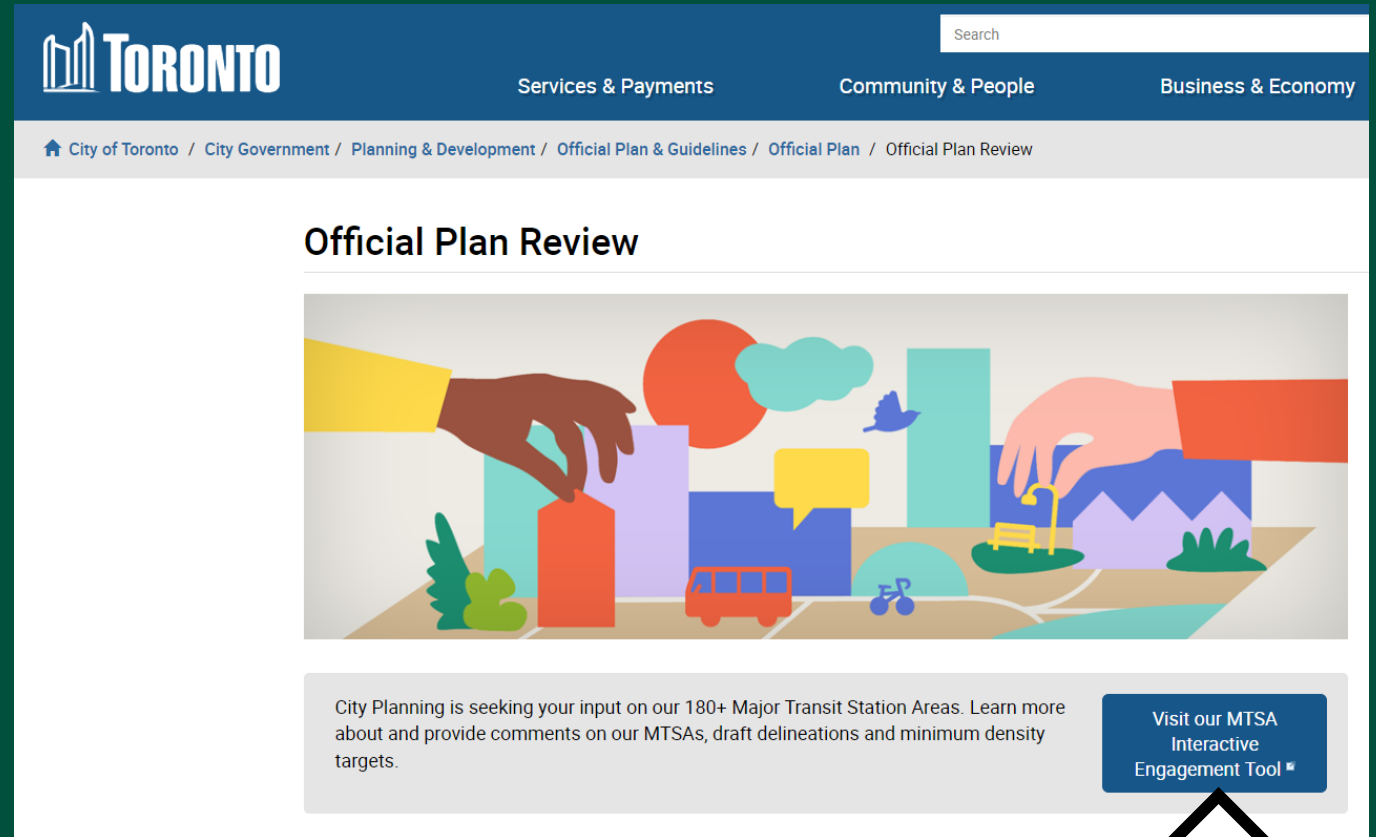 TORONTO
Search
Services & Payments Community & People Business & Economy
City of Toronto / City Government / Planning & Development / Official Plan & Guidelines / Official Plan / Official Plan Review
Official Plan Review
City Planning is seeking your input on our 180+ Major Transit Station Areas. Learn more
about and provide comments on our MTSAs, draft delineations and minimum density
targets.
Visit our MTSA
Interactive
Engagement Tool